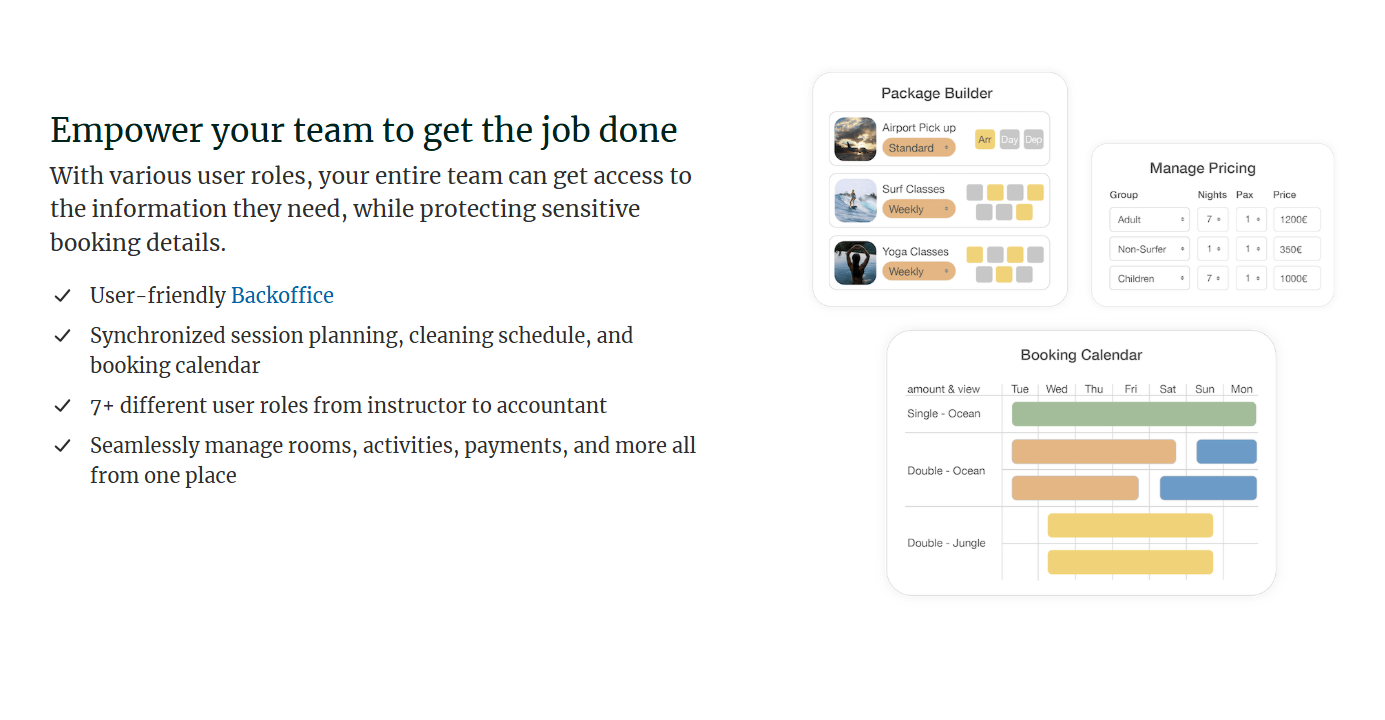 Empower your team to get the job done
With various user roles, your entire team can get access to
the information they need, while protecting sensitive
booking details.
User-friendly Backoffice
Synchronized session planning, cleaning schedule, and
booking calendar
7+ different user roles from instructor to accountant
Seamlessly manage rooms, activities, payments, and more all
from one place
Package Builder
Airport Pick up
Standard
Arr Day Dep
Surf Classes
Weekly
Yoga Classes
Weekly
Manage Pricing
Group Nights Pax Price
Adult 7 1 1200€
Non-Surfer 1 1 350€
Children 7 1 1000€
Booking Calendar
amount & view Tue Wed Thu Fri Sat Sun Mon
Single - Ocean
Double - Ocean
Double - Jungle